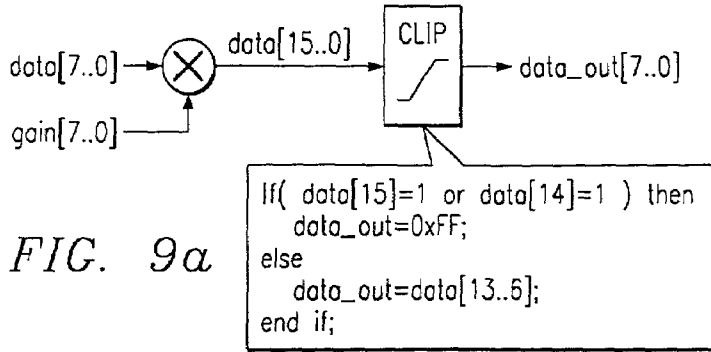 data[7..0]
gain[7..0]
data[15..0]
CLIP
data_out[7..0]
If( data[15]=1 or data[14]=1 ) then
data_out=0xFF;
else
data_out=data[13..6];
end if;
FIG. 9a